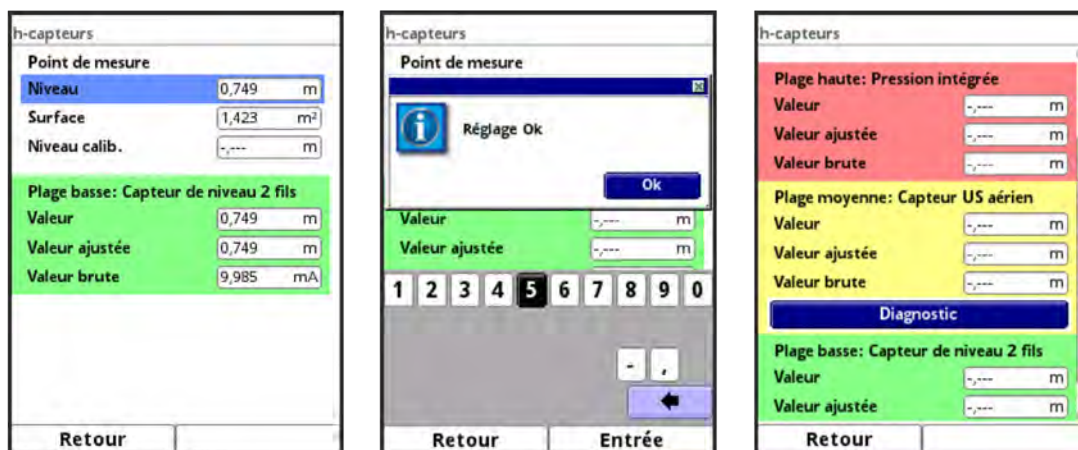 h-capteurs
Point de mesure
Niveau 0,749 m
Surface 1,423 m²
Niveau calib. -,--- m
Plage basse: Capteur de niveau 2 fils
Valeur 0,749 m
Valeur ajustée 0,749 m
Valeur brute 9,985 mA
Retour
h-capteurs
Point de mesure
Réglage Ok
Ok
Valeur -,--- m
Valeur ajustée -,--- m
1 2 3 4 5 6 7 8 9 0
- ,
Retour Entrée
h-capteurs
Plage haute: Pression intégrée
Valeur -,--- m
Valeur ajustée -,--- m
Valeur brute -,--- m
Plage moyenne: Capteur US aérien
Valeur -,--- m
Valeur ajustée -,--- m
Valeur brute -,--- m
Diagnostic
Plage basse: Capteur de niveau 2 fils
Valeur -,--- m
Valeur ajustée -,--- m
Retour